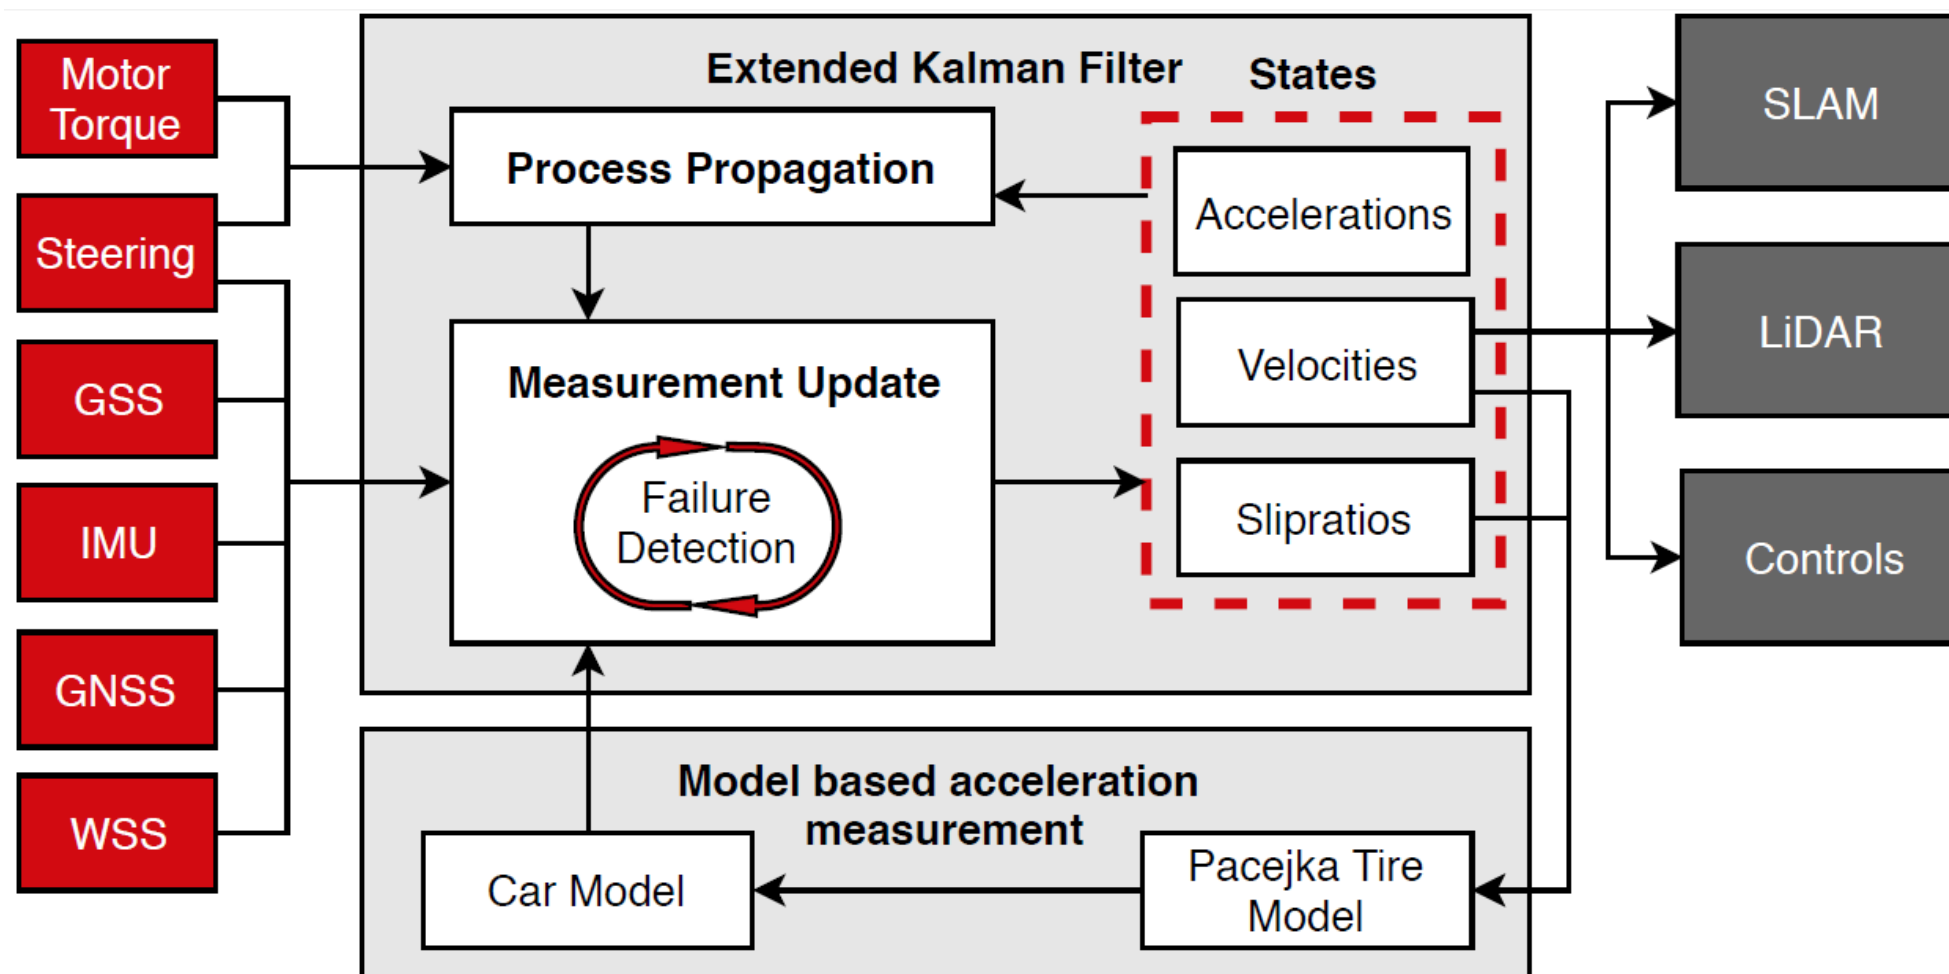 Motor
Torque
Steering
GSS
IMU
GNSS
WSS
Extended Kalman Filter
States
Process Propagation
Measurement Update
Failure
Detection
Accelerations
Velocities
Slipratios
Model based acceleration
measurement
Car Model
Pacejka Tire
Model
SLAM
LiDAR
Controls